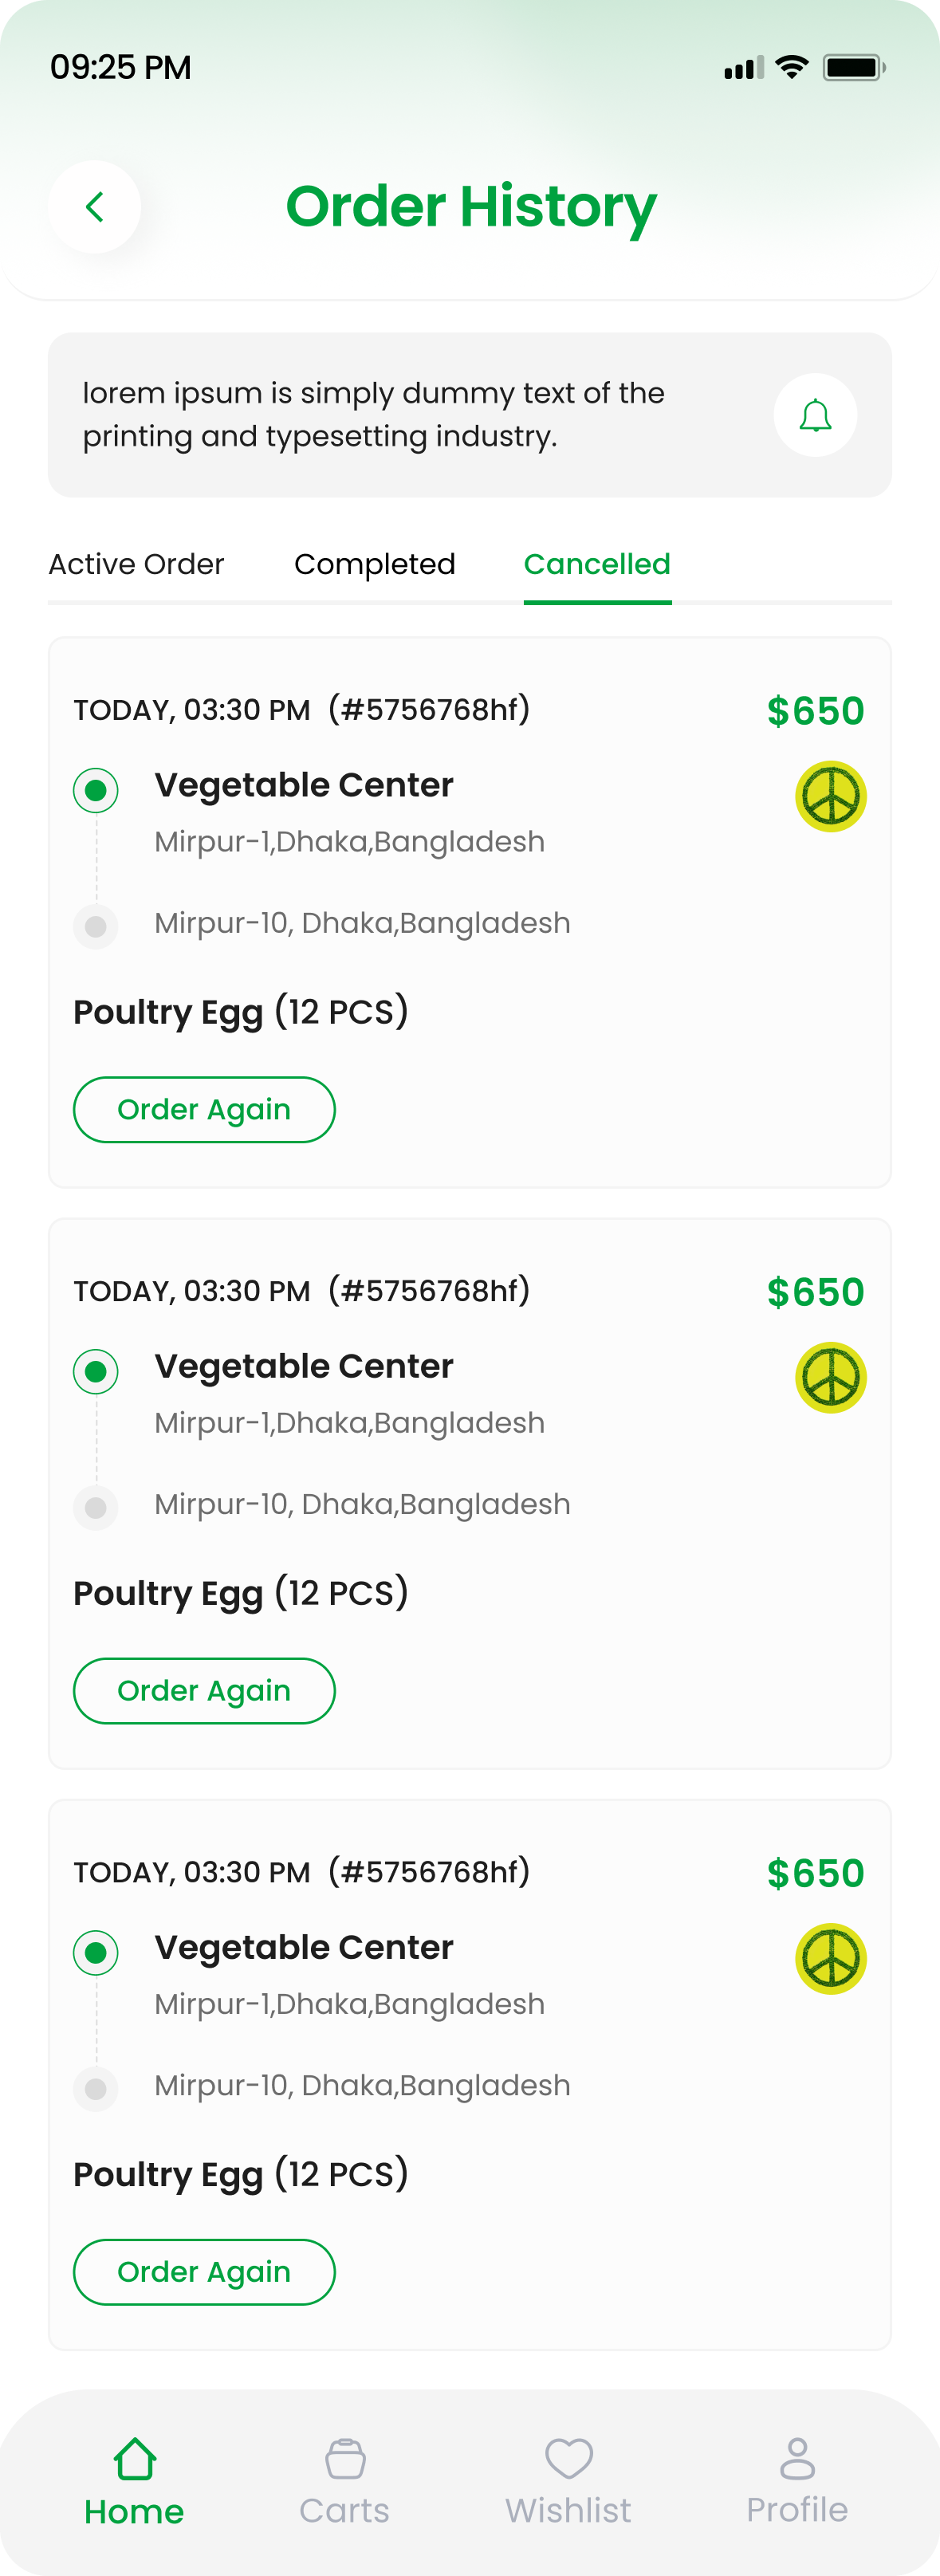 09:25 PM
Order History
lorem ipsum is simply dummy text of the
printing and typesetting industry.
Active Order Completed Cancelled
TODAY, 03:30 PM (#5756768hf) $650
Vegetable Center
Mirpur-1,Dhaka,Bangladesh
Mirpur-10, Dhaka,Bangladesh
Poultry Egg (12 PCS)
Order Again
TODAY, 03:30 PM (#5756768hf) $650
Vegetable Center
Mirpur-1,Dhaka,Bangladesh
Mirpur-10, Dhaka,Bangladesh
Poultry Egg (12 PCS)
Order Again
TODAY, 03:30 PM (#5756768hf) $650
Vegetable Center
Mirpur-1,Dhaka,Bangladesh
Mirpur-10, Dhaka,Bangladesh
Poultry Egg (12 PCS)
Order Again
Home Carts Wishlist Profile